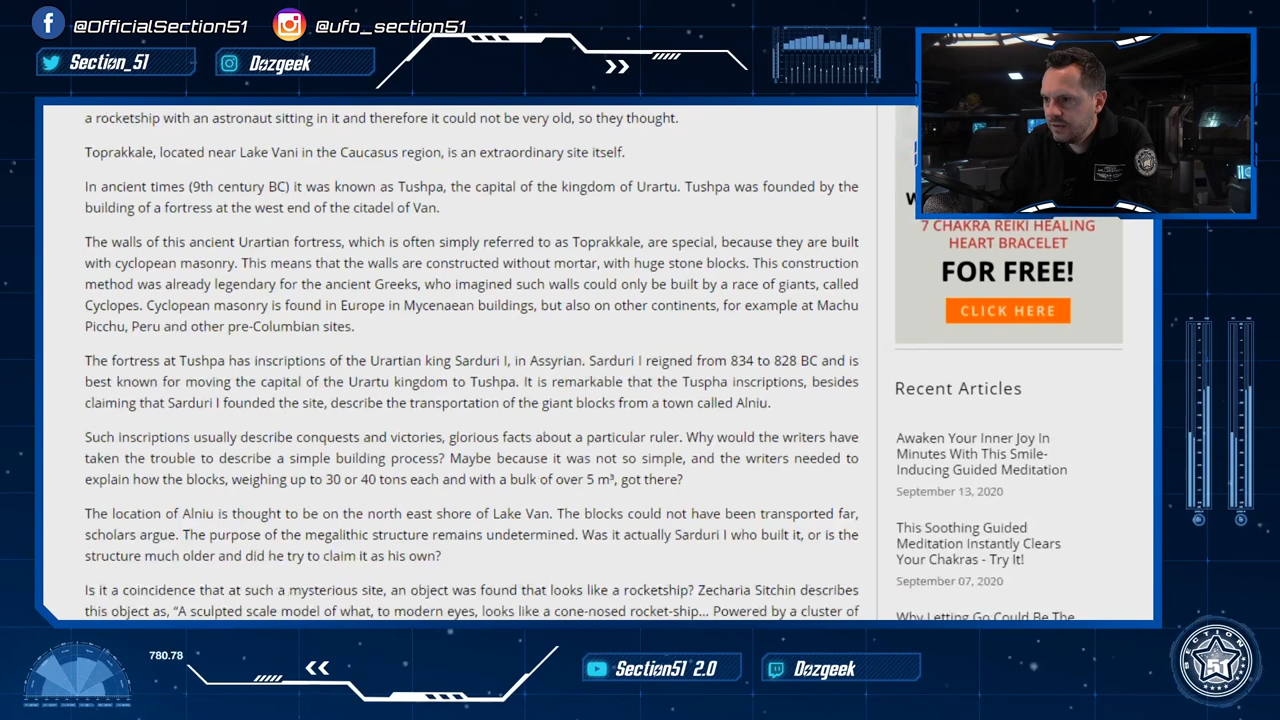 @OfficialSection51
@ufo_section51
Section_51
Dazgeek
a rocketship with an astronaut sitting in it and therefore it could not be very old, so they thought.
Toprakkale, located near Lake Vani in the Caucasus region, is an extraordinary site itself.
In ancient times (9th century BC) it was known as Tushpa, the capital of the kingdom of Urartu. Tushpa was founded by the
building of a fortress at the west end of the citadel of Van.
The walls of this ancient Urartian fortress, which is often simply referred to as Toprakkale, are special, because they are built
with cyclopean masonry. This means that the walls are constructed without mortar, with huge stone blocks. This construction
method was already legendary for the ancient Greeks, who imagined such walls could only be built by a race of giants, called
Cyclopes. Cyclopean masonry is found in Europe in Mycenaean buildings, but also on other continents, for example at Machu
Picchu, Peru and other pre-Columbian sites.
The fortress at Tushpa has inscriptions of the Urartian king Sarduri I, in Assyrian. Sarduri I reigned from 834 to 828 BC and is
best known for moving the capital of the Urartu kingdom to Tushpa. It is remarkable that the Tuspha inscriptions, besides
claiming that Sarduri I founded the site, describe the transportation of the giant blocks from a town called Alniu.
Such inscriptions usually describe conquests and victories, glorious facts about a particular ruler. Why would the writers have
taken the trouble to describe a simple building process? Maybe because it was not so simple, and the writers needed to
explain how the blocks, weighing up to 30 or 40 tons each and with a bulk of over 5 m³, got there?
The location of Alniu is thought to be on the north east shore of Lake Van. The blocks could not have been transported far,
scholars argue. The purpose of the megalithic structure remains undetermined. Was it actually Sarduri I who built it, or is the
structure much older and did he try to claim it as his own?
Is it a coincidence that at such a mysterious site, an object was found that looks like a rocketship? Zecharia Sitchin describes
this object as, “A sculpted scale model of what, to modern eyes, looks like a cone-nosed rocket-ship... Powered by a cluster of
7 CHAKRA REIKI HEALING
HEART BRACELET
FOR FREE!
CLICK HERE
Recent Articles
Awaken Your Inner Joy In
Minutes With This Smile-
Inducing Guided Meditation
September 13, 2020
This Soothing Guided
Meditation Instantly Clears
Your Chakras - Try It!
September 07, 2020
Why Letting Go Could Be The
780.78
Section51 2.0
Dazgeek
SECTION
51